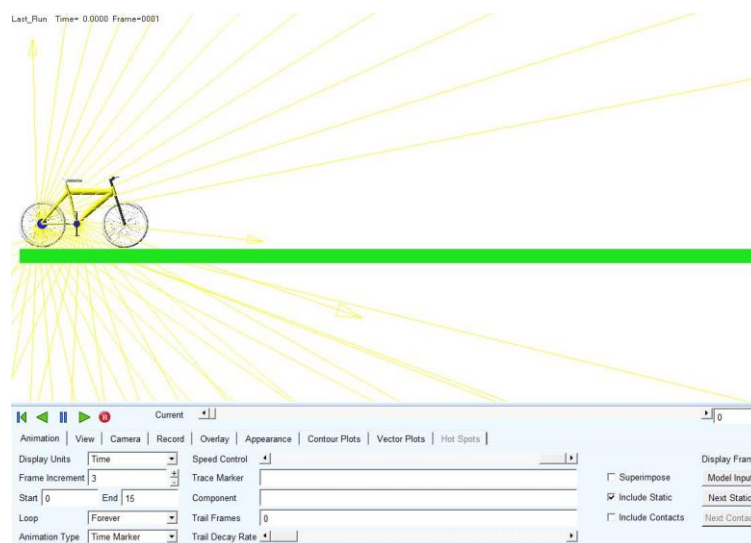 Last_Run Time= 0.0000 Frame=0001
Current 0
Animation View Camera Record Overlay Appearance Contour Plots Vector Plots Hot Spots
Display Units Time Speed Control Display Fram
Frame Increment 3 + - Trace Marker Superimpose Model Input
Start 0 End 15 Component Include Static Next Static
Loop Forever Trail Frames 0 Include Contacts Next Contac
Animation Type Time Marker Trail Decay Rate